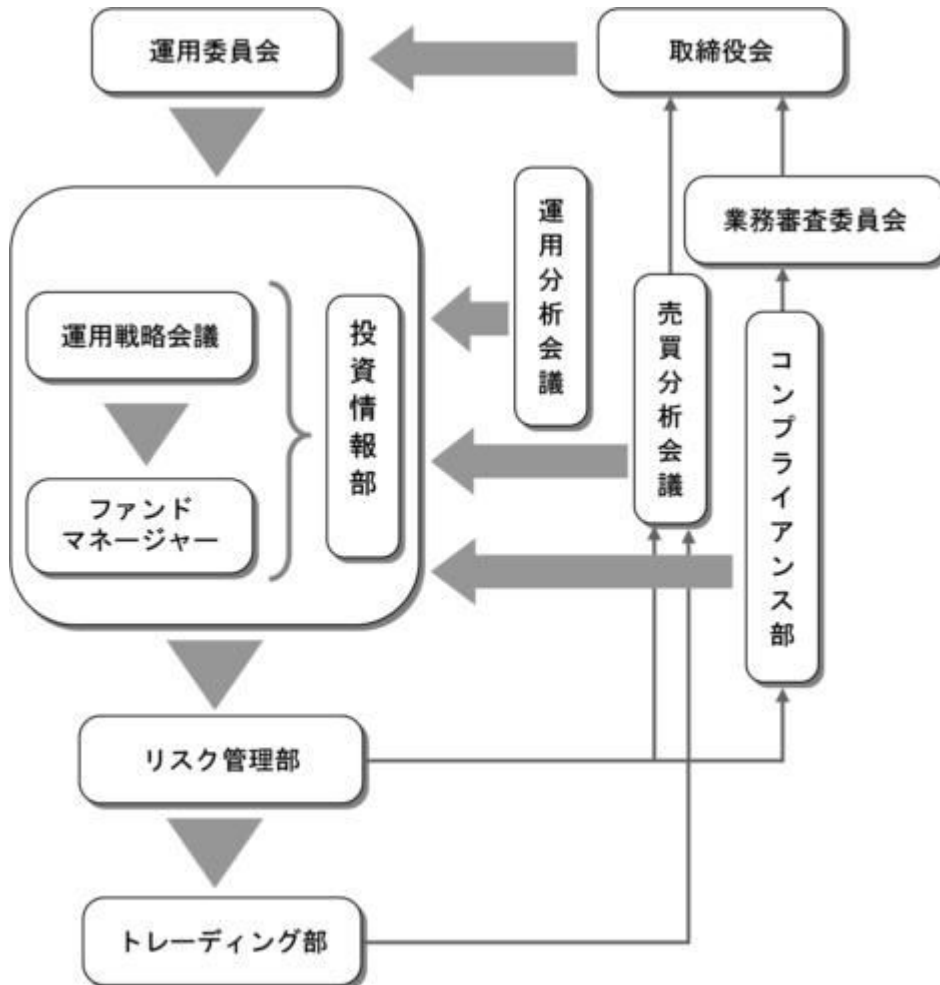 運用委員会
取締役会
運用分析会議
業務審査委員会
運用戦略会議
投資情報部
売買分析会議
コンプライアンス部
ファンド
マネージャー
リスク管理部
トレーディング部